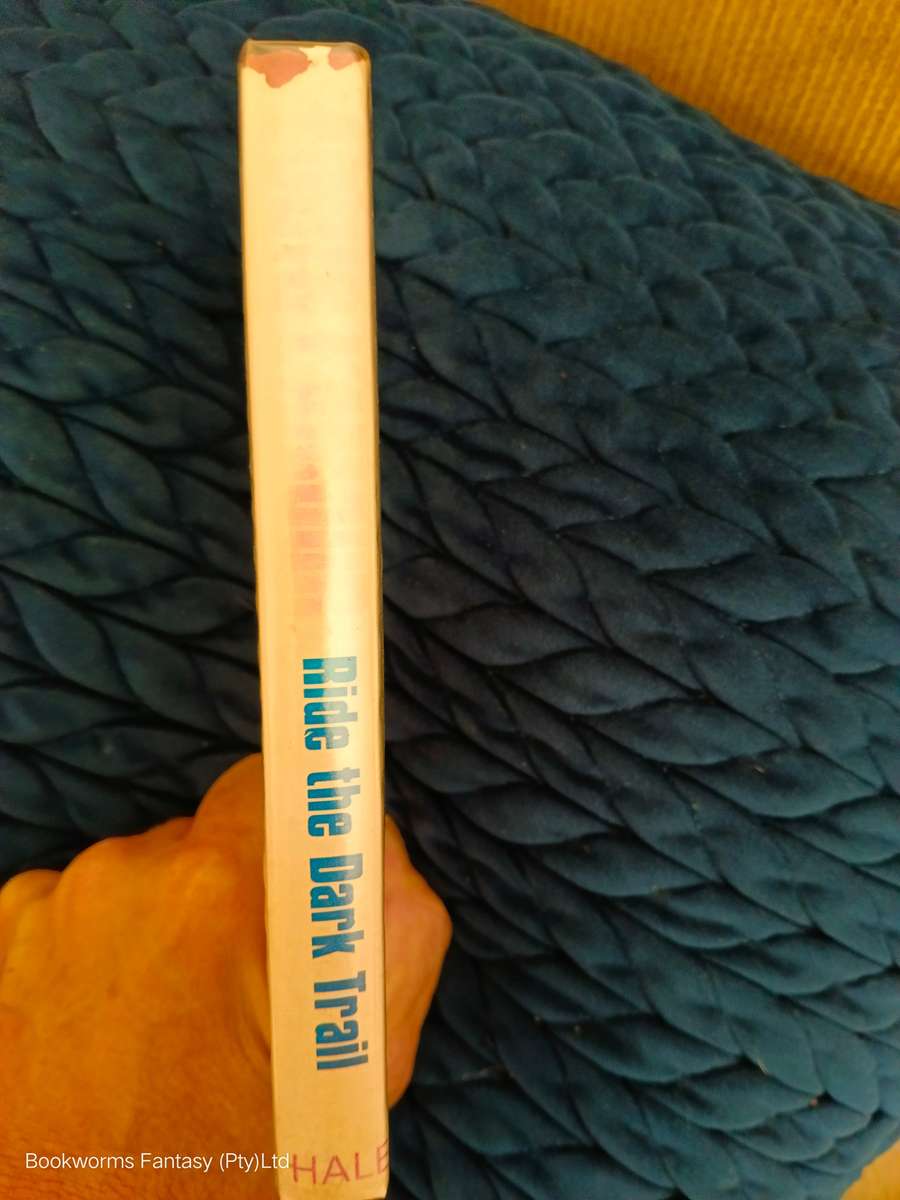 Ride the Dark Trail
HALE
Bookworms Fantasy (Pty)Ltd